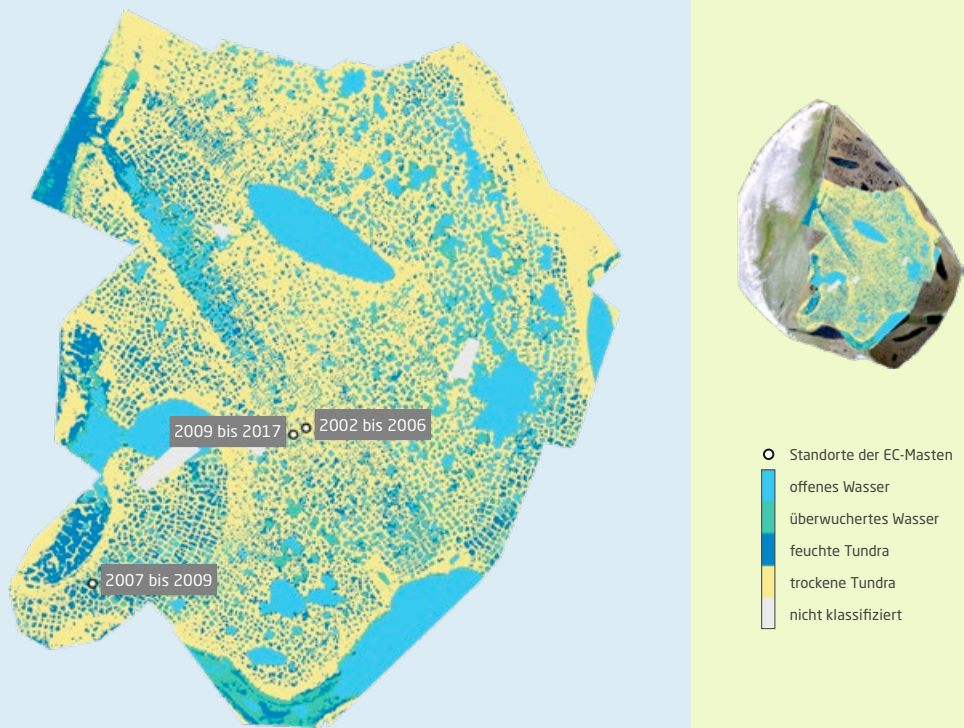 2009 bis 2017
2002 bis 2006
2007 bis 2009
Standorte der EC-Masten
offenes Wasser
überwuchertes Wasser
feuchte Tundra
trockene Tundra
nicht klassifiziert